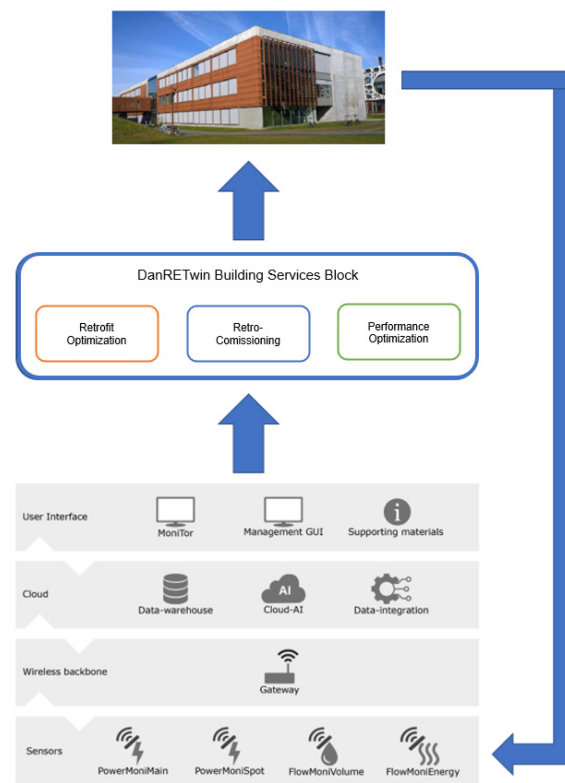 DanRETwin Building Services Block
Retrofit
Optimization
Retro-
Comissioning
Performance
Optimization
User Interface
MoniTor
Management GUI
Supporting materials
Cloud
AI
Data-warehouse
Cloud-AI
Data-integration
Wireless backbone
Gateway
Sensors
PowerMoniMain
PowerMoniSpot
FlowMoniVolume
FlowMoniEnergy